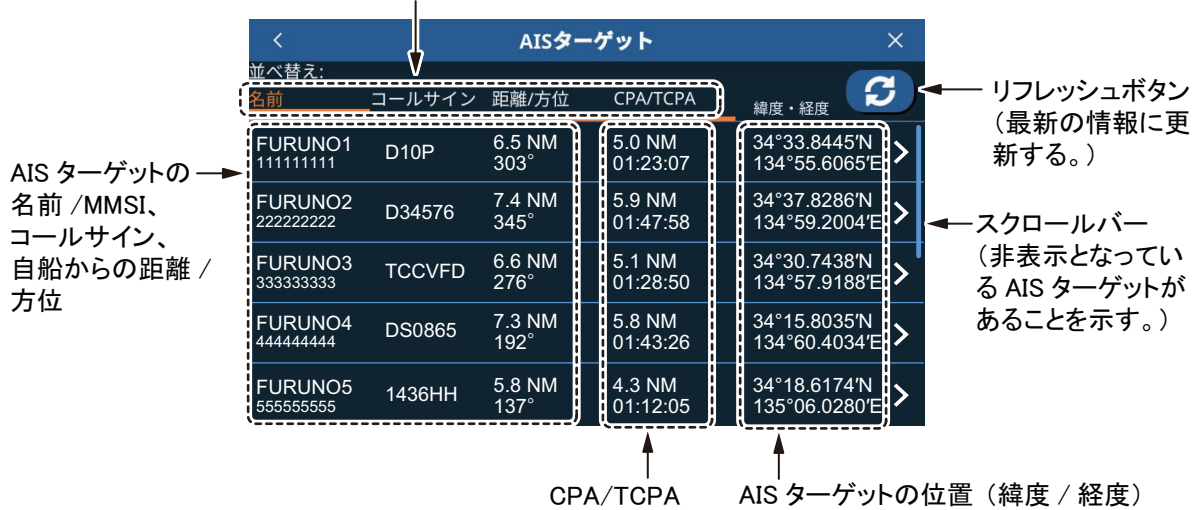 AISターゲット
並べ替え:
名前 コールサイン 距離/方位 CPA/TCPA 緯度・経度
FURUNO1 D10P 6.5 NM 5.0 NM 34°33.8445'N
111111111 303° 01:23:07 134°55.6065'E
FURUNO2 D34576 7.4 NM 5.9 NM 34°37.8286'N
222222222 345° 01:47:58 134°59.2004'E
FURUNO3 TCCVFD 6.6 NM 5.1 NM 34°30.7438'N
333333333 276° 01:28:50 134°57.9188'E
FURUNO4 DS0865 7.3 NM 5.8 NM 34°15.8035'N
444444444 192° 01:43:26 134°60.4034'E
FURUNO5 1436HH 5.8 NM 4.3 NM 34°18.6174'N
555555555 137° 01:12:05 135°06.0280'E
AIS ターゲットの
名前 /MMSI、
コールサイン、
自船からの距離 /
方位
リフレッシュボタン
（最新の情報に更
新する。）
スクロールバー
（非表示となってい
る AIS ターゲットが
あることを示す。）
CPA/TCPA
AIS ターゲットの位置（緯度 / 経度）